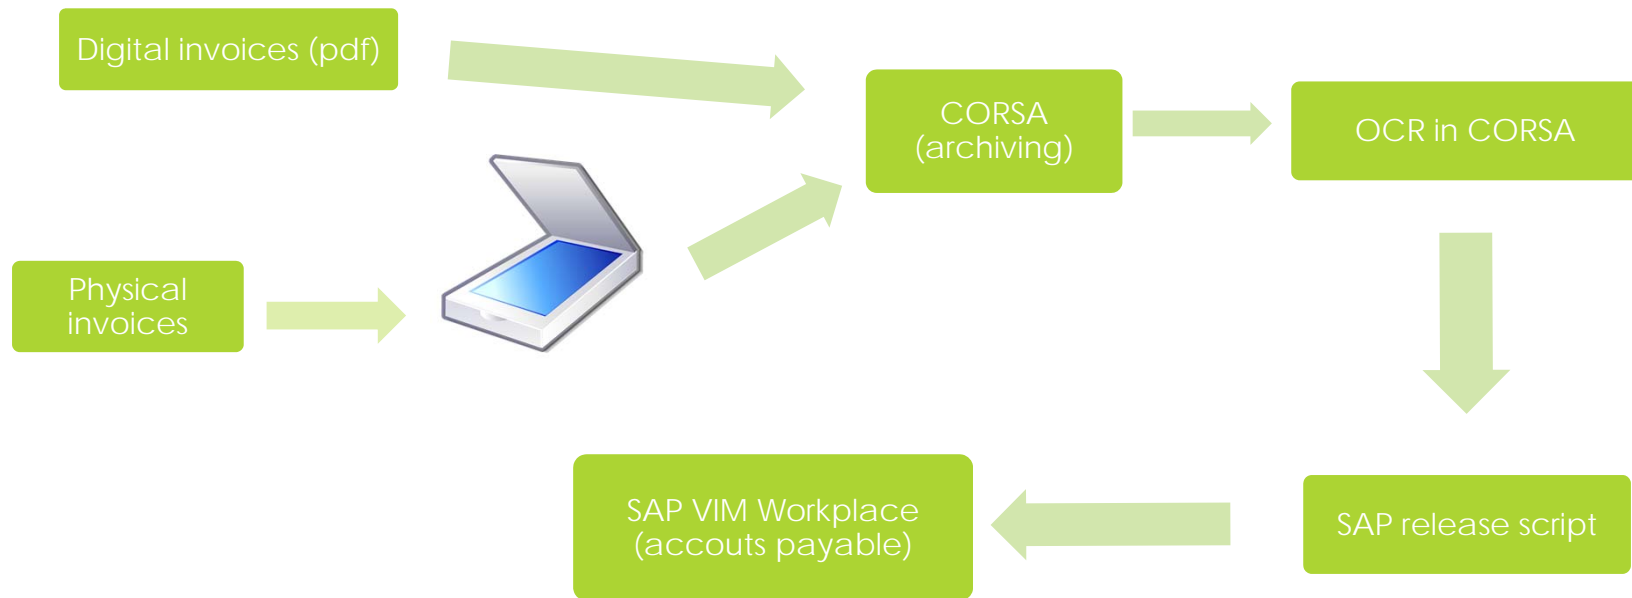 Digital invoices (pdf)
CORSA
(archiving)
OCR in CORSA
Physical
invoices
SAP VIM Workplace
(accouts payable)
SAP release script